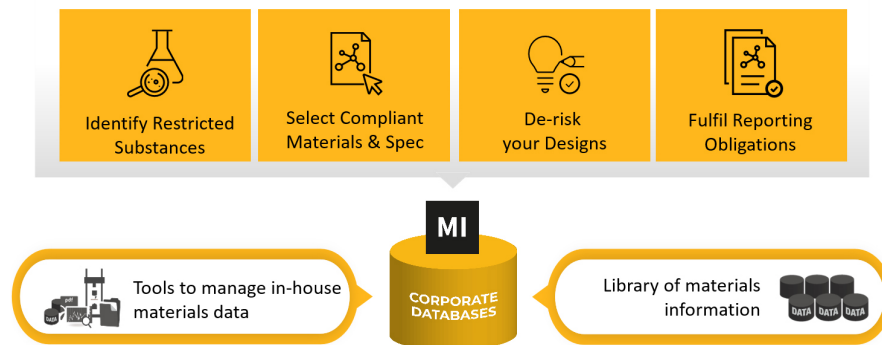 Identify Restricted
Substances
Select Compliant
Materials & Spec
De-risk
your Designs
Fulfil Reporting
Obligations
MI
Tools to manage in-house
materials data
pdf
DATA
CORPORATE
DATABASES
Library of materials
information
DATA DATA DATA